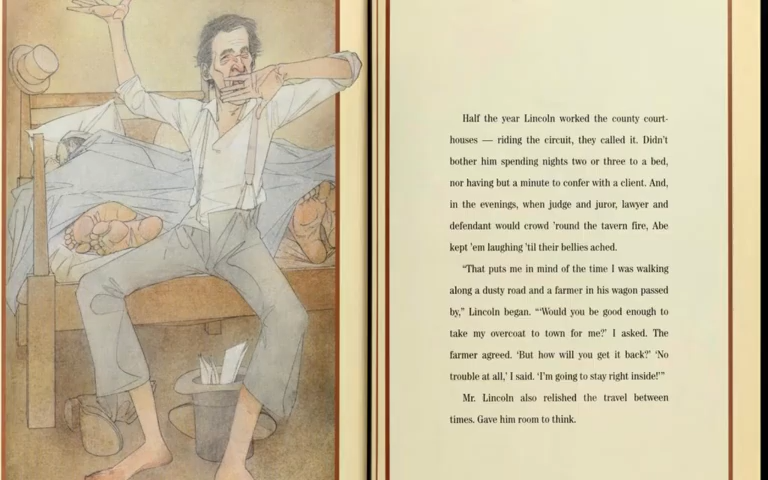 Half the year Lincoln worked the county court-
houses — riding the circuit, they called it. Didn't
bother him spending nights two or three to a bed,
nor having but a minute to confer with a client. And,
in the evenings, when judge and juror, lawyer and
defendant would crowd 'round the tavern fire, Abe
kept 'em laughing 'til their bellies ached.
"That puts me in mind of the time I was walking
along a dusty road and a farmer in his wagon passed
by," Lincoln began. "'Would you be good enough to
take my overcoat to town for me?' I asked. The
farmer agreed. 'But how will you get it back?' 'No
trouble at all,' I said. 'I'm going to stay right inside!'"
Mr. Lincoln also relished the travel between
times. Gave him room to think.